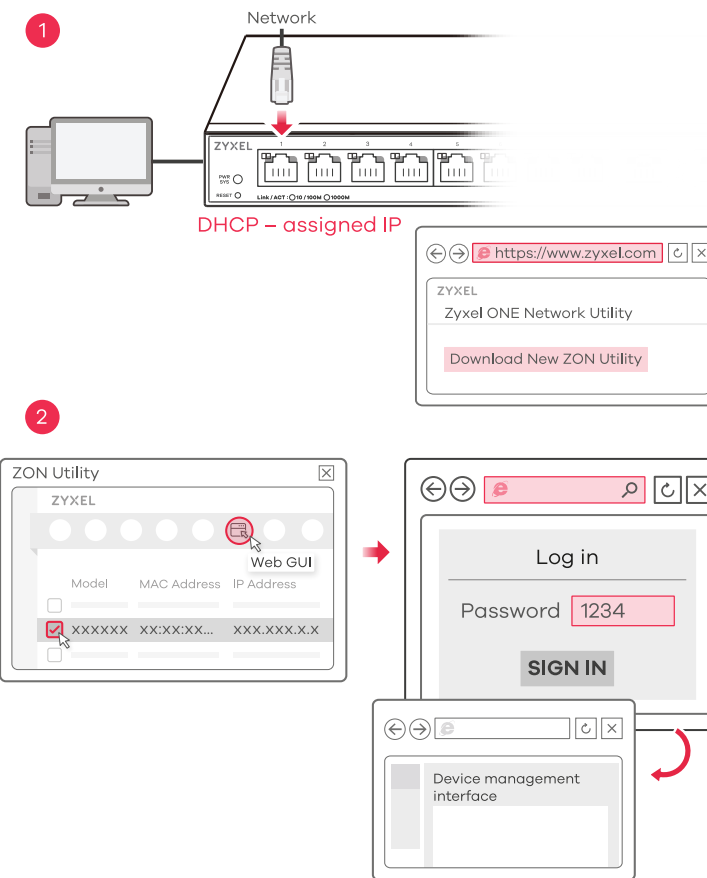 1
Network
ZYXEL
1 2 3 4 5
PWR
SYS
RESET
Link / ACT : 10 / 100M 1000M
DHCP – assigned IP
https://www.zyxel.com
ZYXEL
Zyxel ONE Network Utility
Download New ZON Utility
2
ZON Utility
ZYXEL
Web GUI
Model MAC Address IP Address
xxxxxx xx:xx:xx... xxx.xxx.x.x
Log in
Password 1234
SIGN IN
Device management
interface